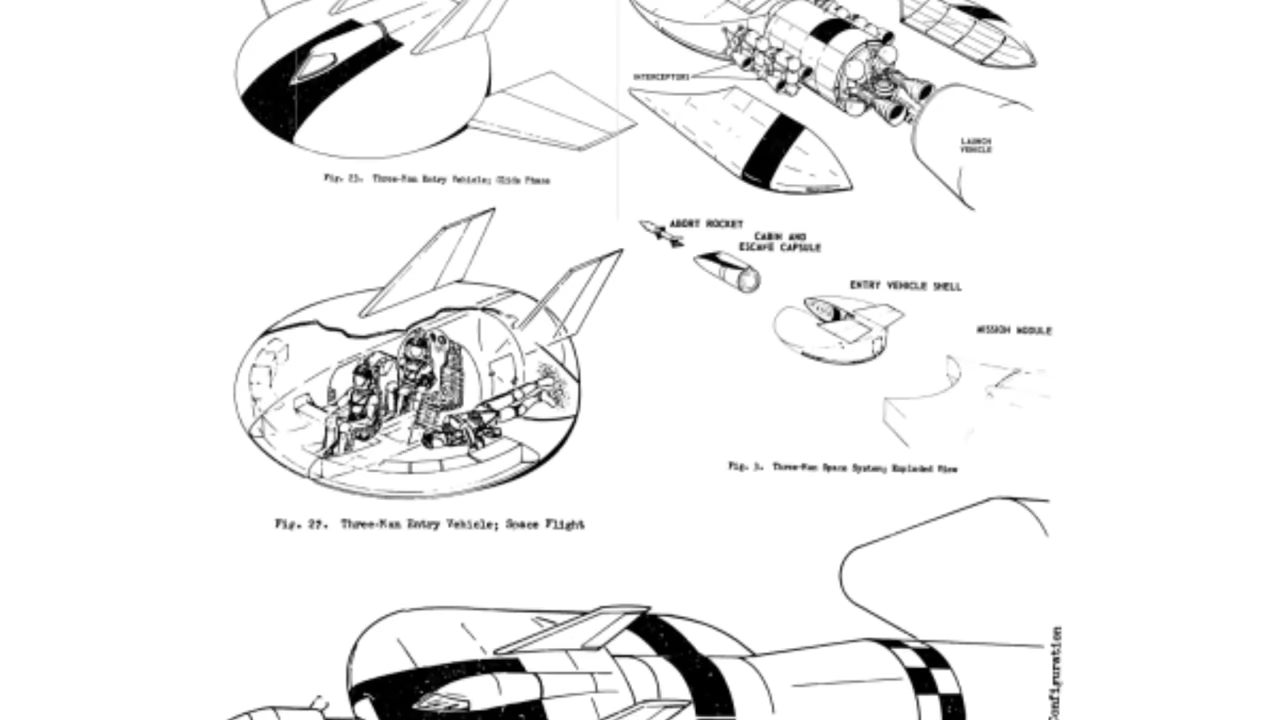 INTERCEPTORS
LAUNCH
VEHICLE
Fig. 23. Three-Man Entry Vehicle; Glide Phase
ABORT ROCKET
CABIN AND
ESCAPE CAPSULE
ENTRY VEHICLE SHELL
MISSION MODULE
Fig. 3. Three-Man Space System; Exploded View
Fig. 29. Three-Man Entry Vehicle; Space Flight
Configuration